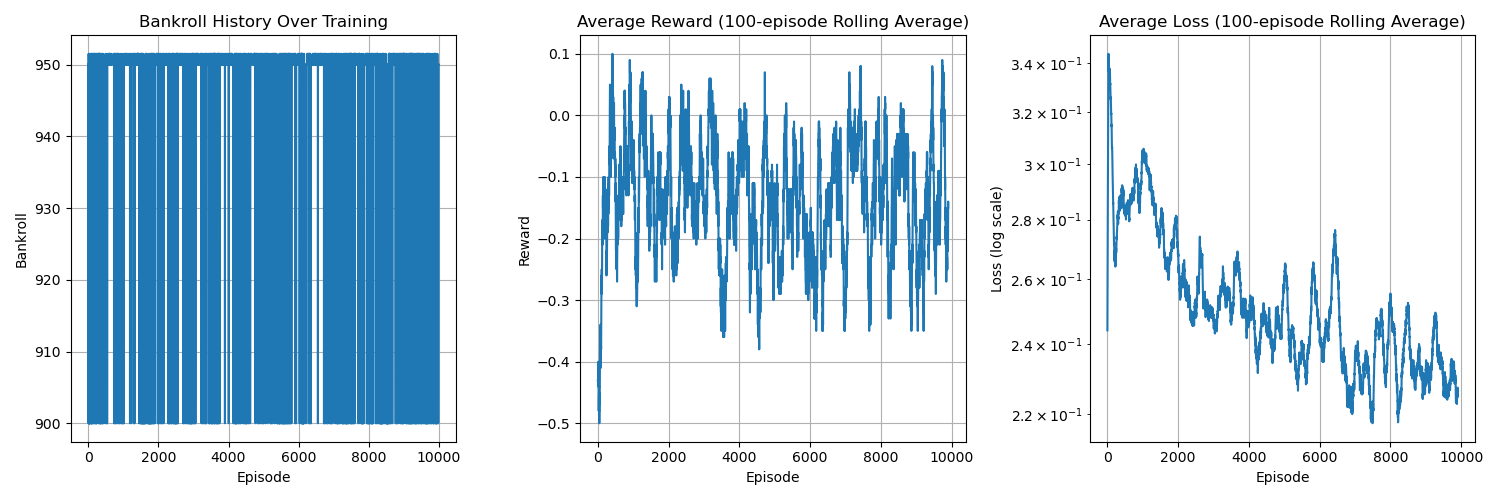 Bankroll History Over Training
Bankroll
950
940
930
920
910
900
0 2000 4000 6000 8000 10000
Episode
Average Reward (100-episode Rolling Average)
Reward
0.1
0.0
−0.1
−0.2
−0.3
−0.4
−0.5
0 2000 4000 6000 8000 10000
Episode
Average Loss (100-episode Rolling Average)
Loss (log scale)
3.4 × 10⁻¹
3.2 × 10⁻¹
3 × 10⁻¹
2.8 × 10⁻¹
2.6 × 10⁻¹
2.4 × 10⁻¹
2.2 × 10⁻¹
0 2000 4000 6000 8000 10000
Episode